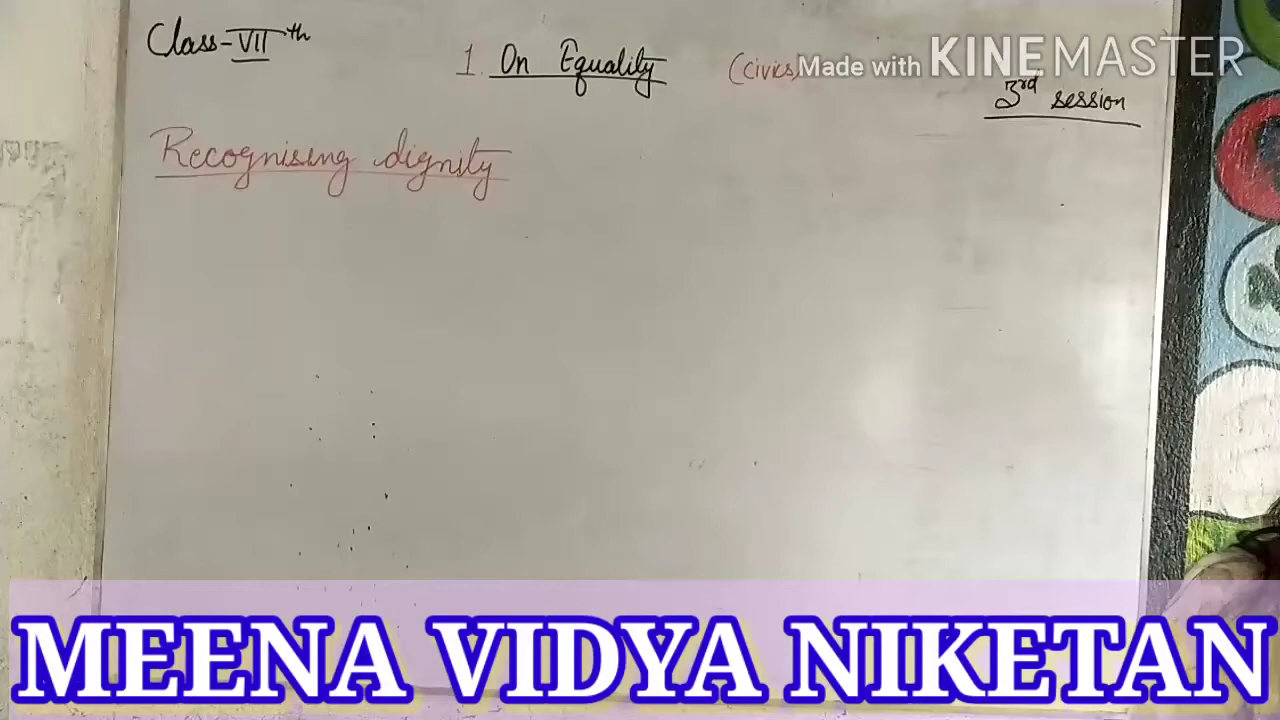 Class-VIIth
1. On Equality (civics)
Made with KINEMASTER
3rd session
Recognising dignity
MEENA VIDYA NIKETAN